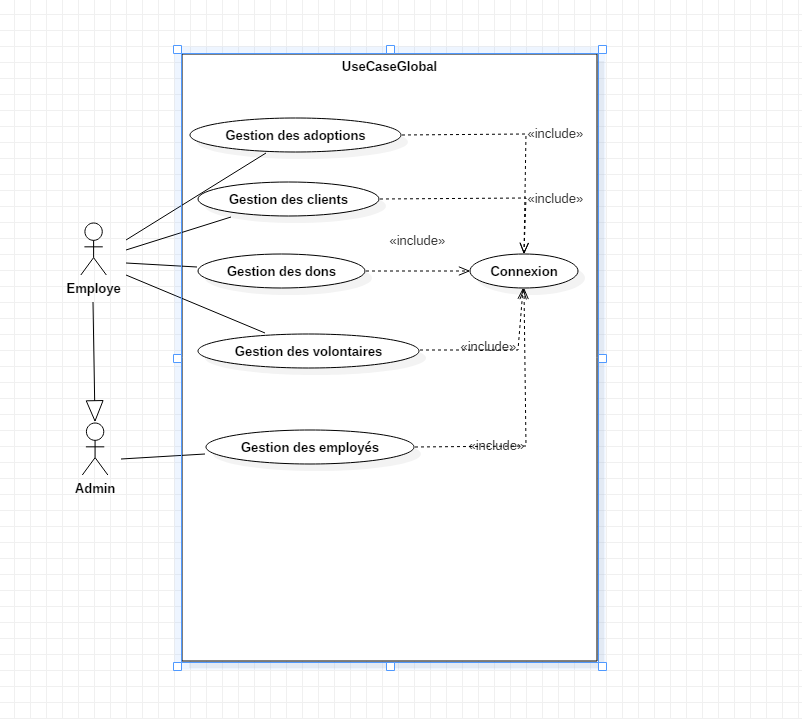 UseCaseGlobal
Gestion des adoptions
«include»
Gestion des clients
«include»
«include»
Gestion des dons
Connexion
Employe
Gestion des volontaires
«include»
Gestion des employés
«include»
Admin